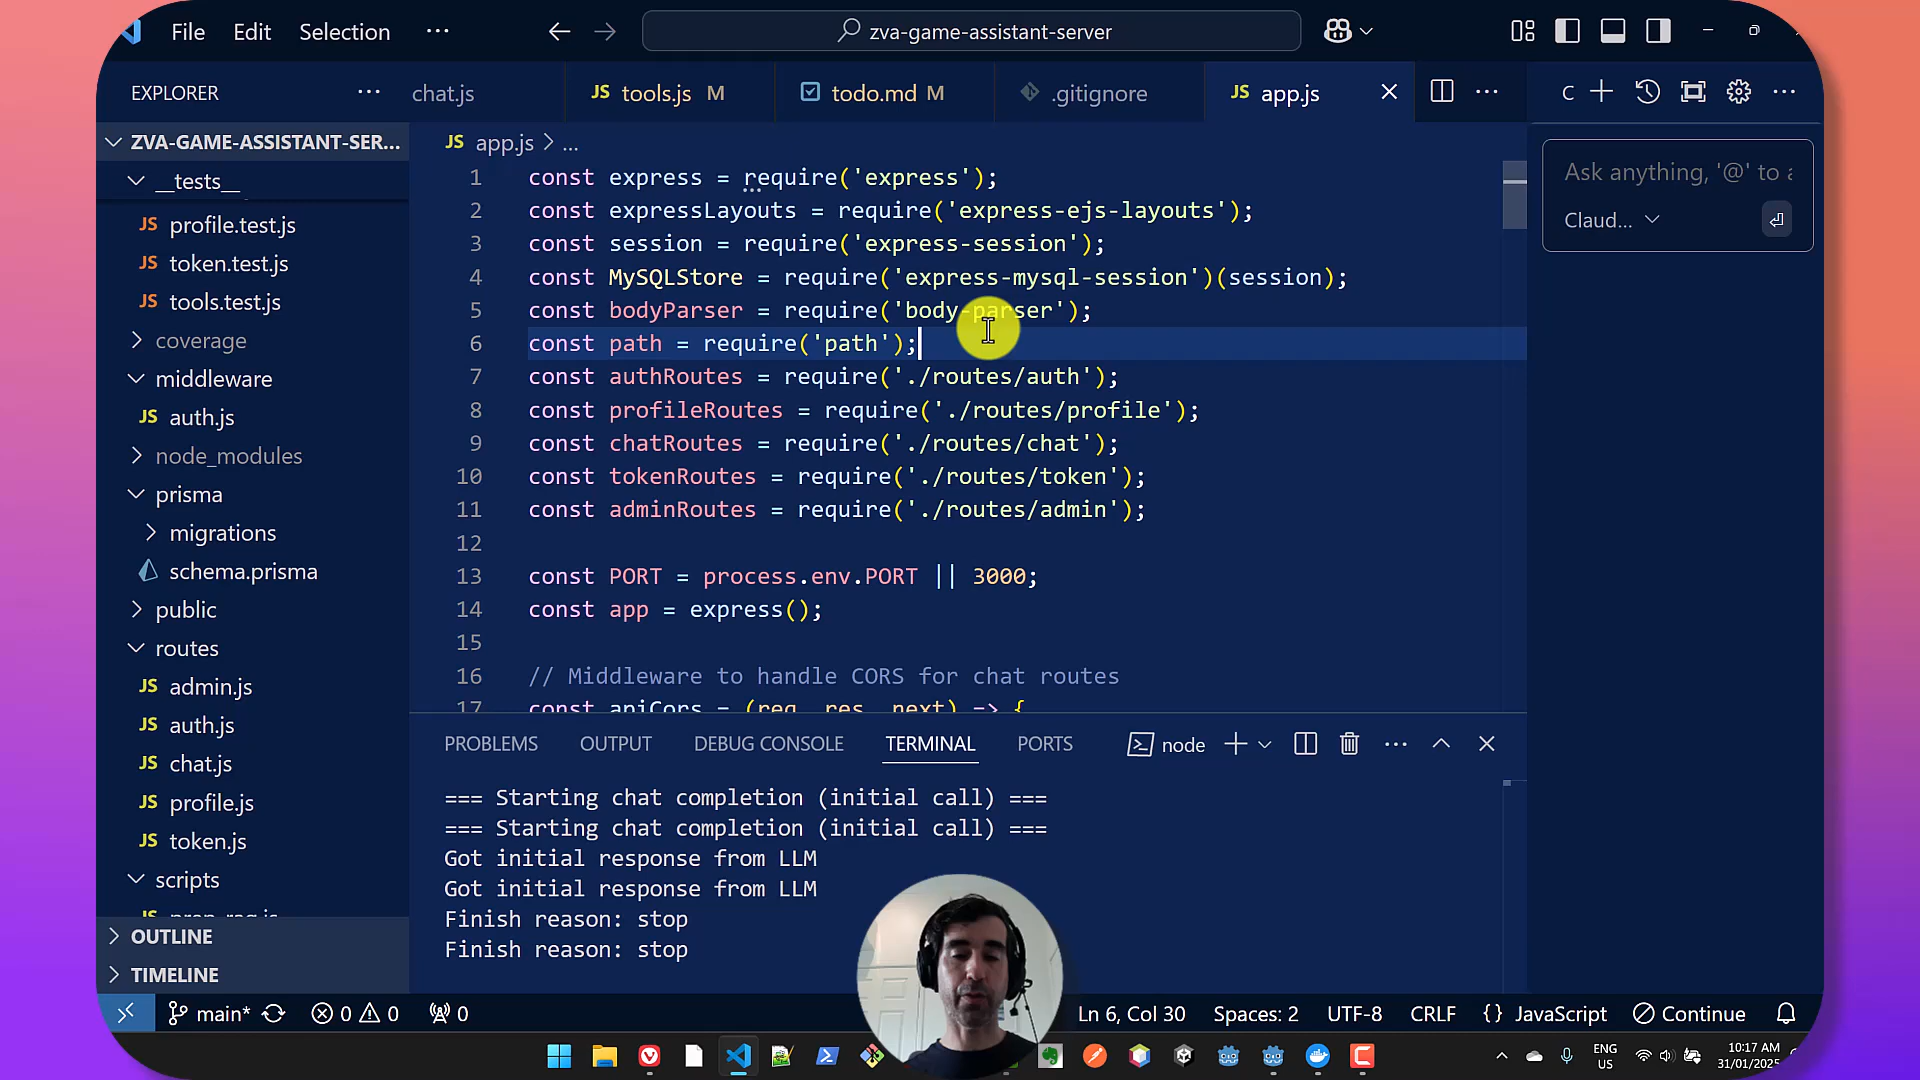 File Edit Selection ···
zva-game-assistant-server
EXPLORER ···
chat.js
JS tools.js M
todo.md M
.gitignore
JS app.js
···
C
···
ZVA-GAME-ASSISTANT-SER...
__tests__
JS profile.test.js
JS token.test.js
JS tools.test.js
coverage
middleware
JS auth.js
node_modules
prisma
migrations
schema.prisma
public
routes
JS admin.js
JS auth.js
JS chat.js
JS profile.js
JS token.js
scripts
OUTLINE
TIMELINE
JS app.js > ...
1 const express = require('express');
2 const expressLayouts = require('express-ejs-layouts');
3 const session = require('express-session');
4 const MySQLStore = require('express-mysql-session')(session);
5 const bodyParser = require('body-parser');
6 const path = require('path');
7 const authRoutes = require('./routes/auth');
8 const profileRoutes = require('./routes/profile');
9 const chatRoutes = require('./routes/chat');
10 const tokenRoutes = require('./routes/token');
11 const adminRoutes = require('./routes/admin');
12
13 const PORT = process.env.PORT || 3000;
14 const app = express();
15
16 // Middleware to handle CORS for chat routes
17 const apiCors = (req, res, next) => {
Ask anything, '@' to a
Claud...
PROBLEMS OUTPUT DEBUG CONSOLE TERMINAL PORTS
node
···
=== Starting chat completion (initial call) ===
=== Starting chat completion (initial call) ===
Got initial response from LLM
Got initial response from LLM
Finish reason: stop
Finish reason: stop
main* 0 0 0
Ln 6, Col 30 Spaces: 2 UTF-8 CRLF {} JavaScript Continue
ENG
US
10:17 AM
31/01/2025